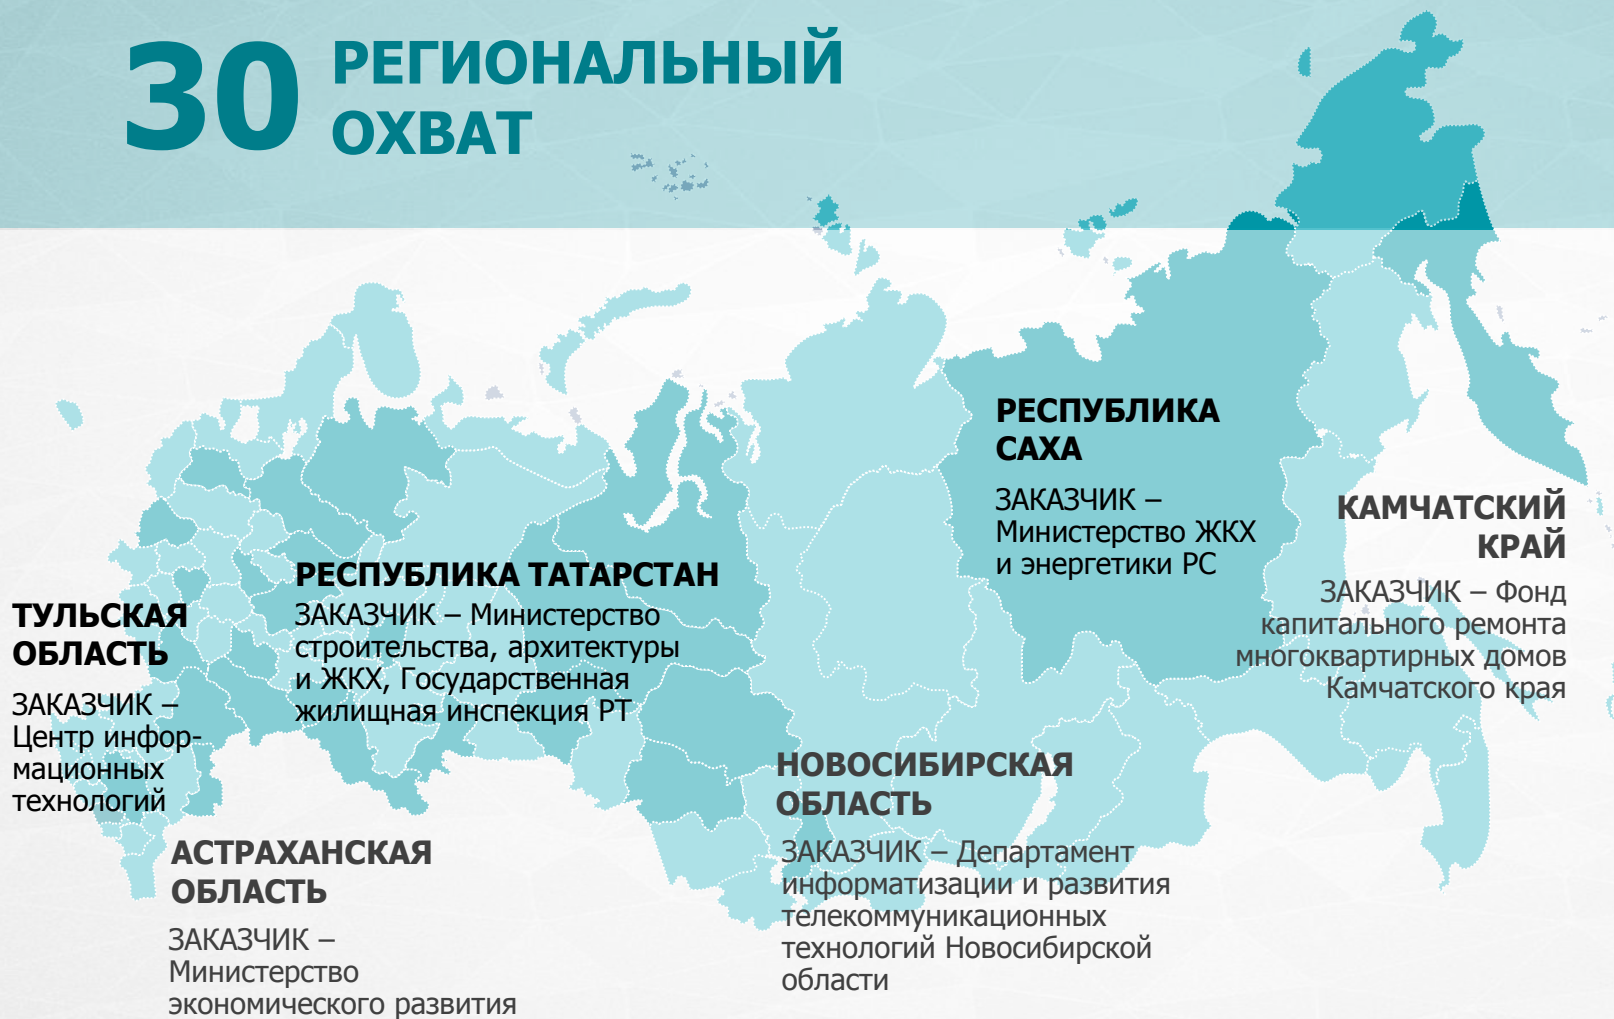 30 РЕГИОНАЛЬНЫЙ
ОХВАТ
РЕСПУБЛИКА
САХА
ЗАКАЗЧИК –
Министерство ЖКХ
и энергетики РС
КАМЧАТСКИЙ
КРАЙ
ЗАКАЗЧИК – Фонд
капитального ремонта
многоквартирных домов
Камчатского края
РЕСПУБЛИКА ТАТАРСТАН
ЗАКАЗЧИК – Министерство
строительства, архитектуры
и ЖКХ, Государственная
жилищная инспекция РТ
ТУЛЬСКАЯ
ОБЛАСТЬ
ЗАКАЗЧИК –
Центр инфор-
мационных
технологий
НОВОСИБИРСКАЯ
ОБЛАСТЬ
ЗАКАЗЧИК – Департамент
информатизации и развития
телекоммуникационных
технологий Новосибирской
области
АСТРАХАНСКАЯ
ОБЛАСТЬ
ЗАКАЗЧИК –
Министерство
экономического развития